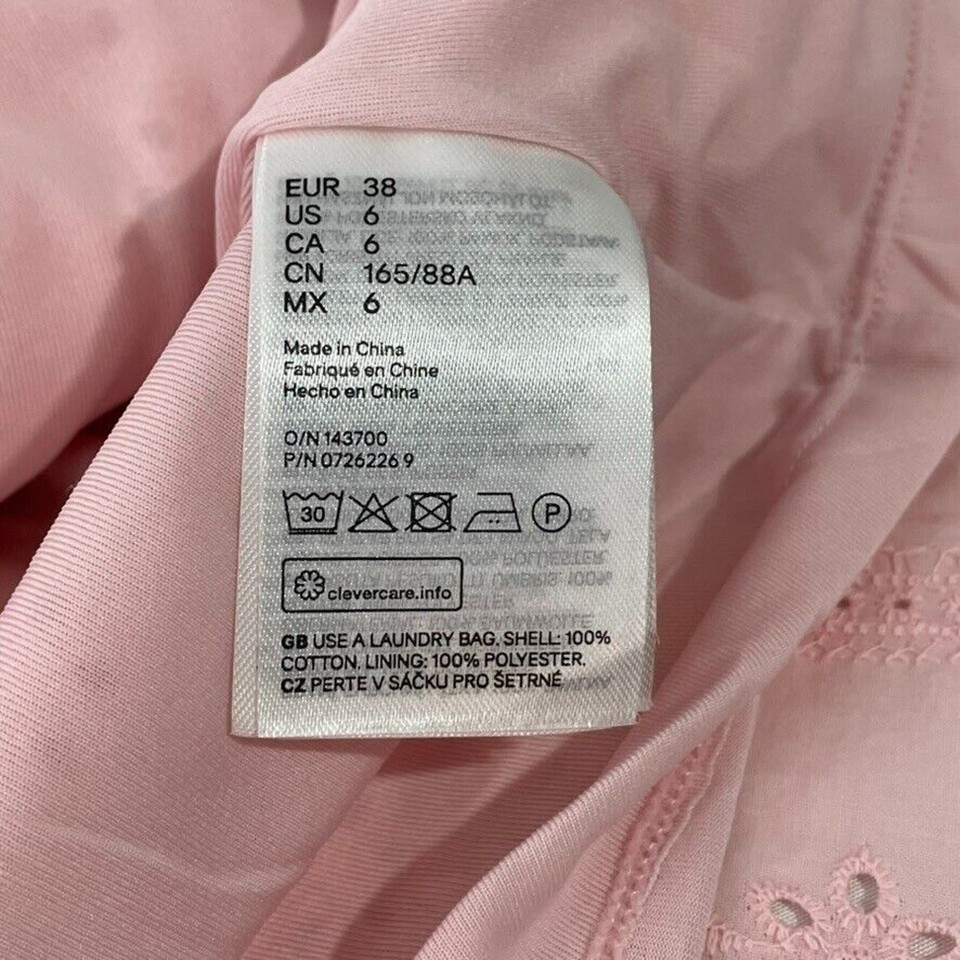 EUR 38
US 6
CA 6
CN 165/88A
MX 6
Made in China
Fabriqué en Chine
Hecho en China
O/N 143700
P/N 0726226 9
30 P
clevercare.info
GB USE A LAUNDRY BAG. SHELL: 100%
COTTON. LINING: 100% POLYESTER.
CZ PERTE V SÁČKU PRO ŠETRNÉ